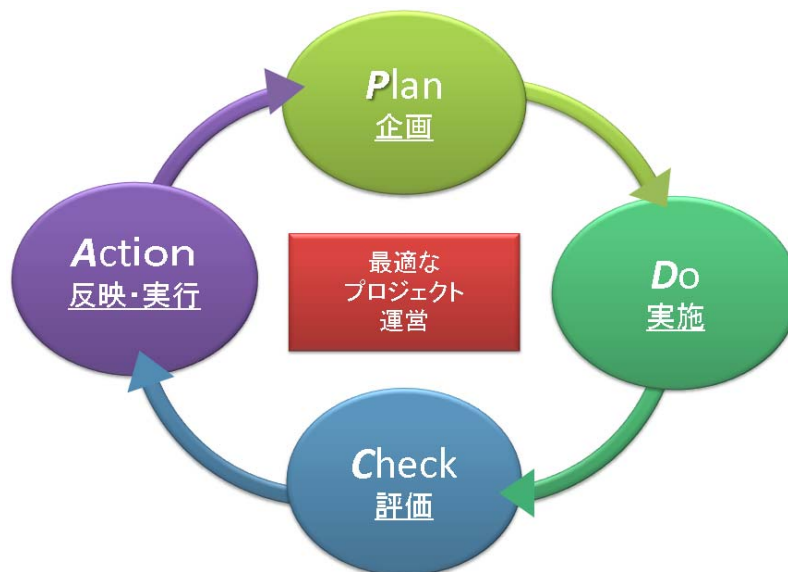 Plan
企画
Do
実施
Check
評価
Action
反映・実行
最適な
プロジェクト
運営